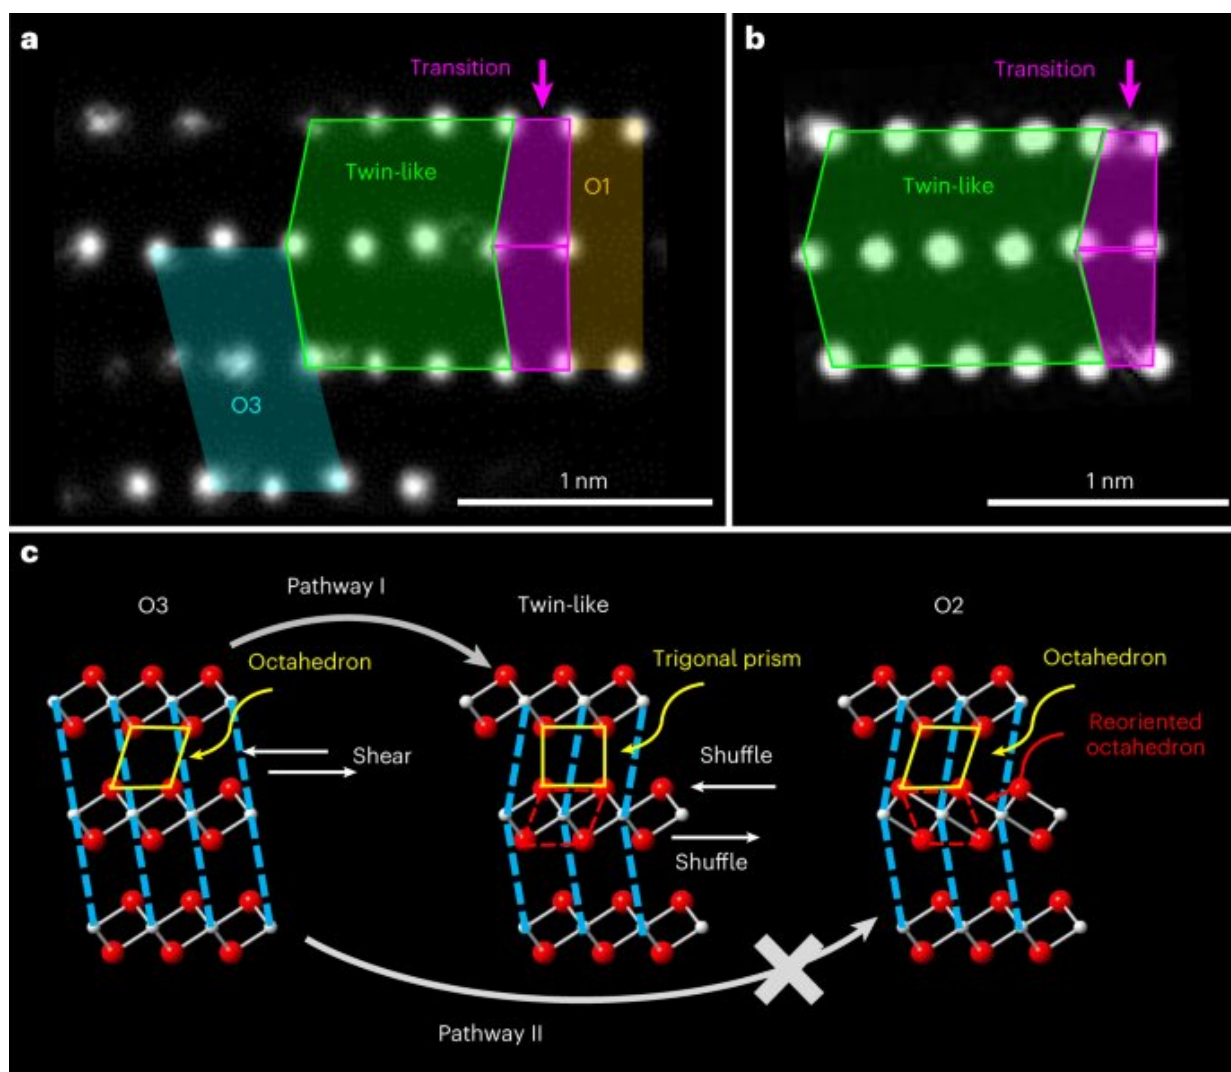 a
Transition
Twin-like
O1
O3
1 nm
b
Transition
Twin-like
1 nm
c
Pathway I
O3
Twin-like
O2
Octahedron
Trigonal prism
Octahedron
Reoriented
octahedron
Shear
Shuffle
Shuffle
Pathway II